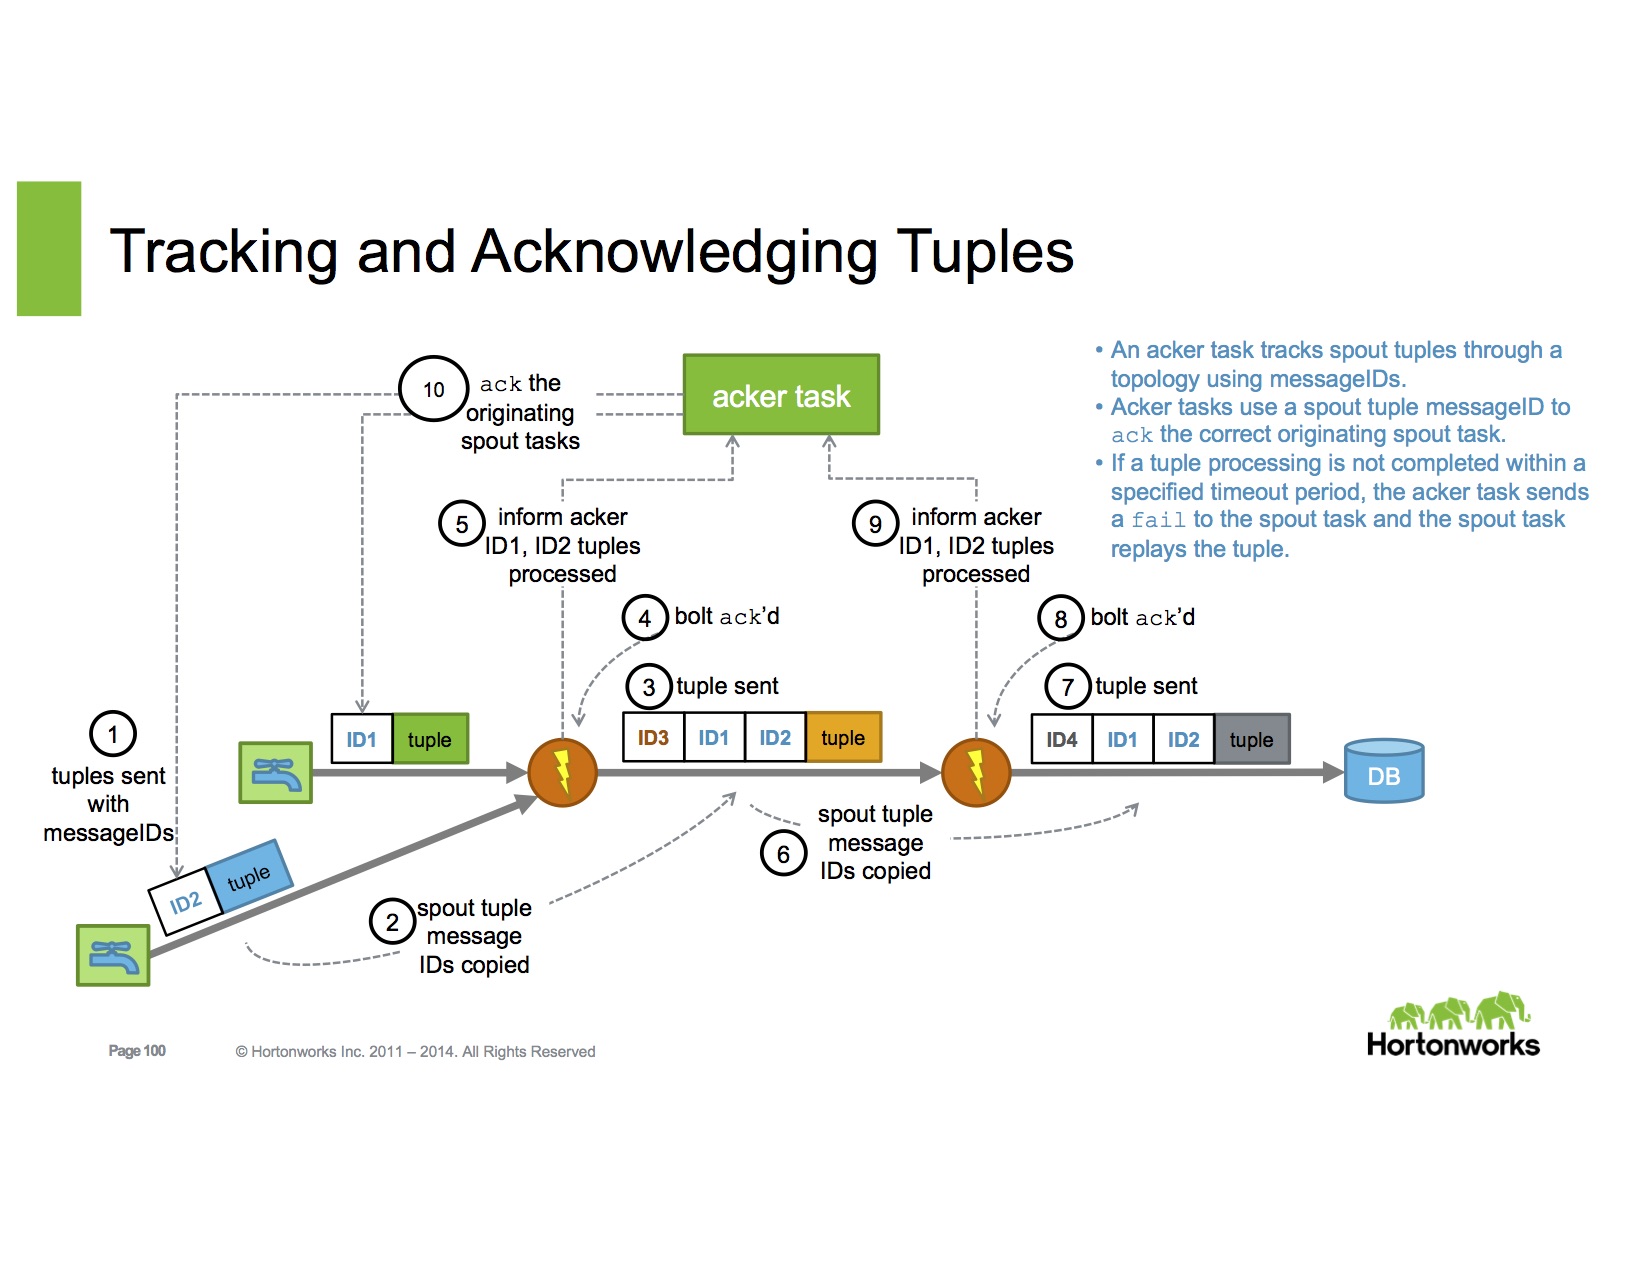 Tracking and Acknowledging Tuples
• An acker task tracks spout tuples through a
topology using messageIDs.
• Acker tasks use a spout tuple messageID to
ack the correct originating spout task.
• If a tuple processing is not completed within a
specified timeout period, the acker task sends
a fail to the spout task and the spout task
replays the tuple.
10
ack the
originating
spout tasks
acker task
5
inform acker
ID1, ID2 tuples
processed
9
inform acker
ID1, ID2 tuples
processed
4 bolt ack'd
8 bolt ack'd
3 tuple sent
7 tuple sent
1
tuples sent
with
messageIDs
ID1 tuple
ID3 ID1 ID2 tuple
ID4 ID1 ID2 tuple
DB
ID2 tuple
2
spout tuple
message
IDs copied
6
spout tuple
message
IDs copied
Page 100
© Hortonworks Inc. 2011 – 2014. All Rights Reserved
Hortonworks